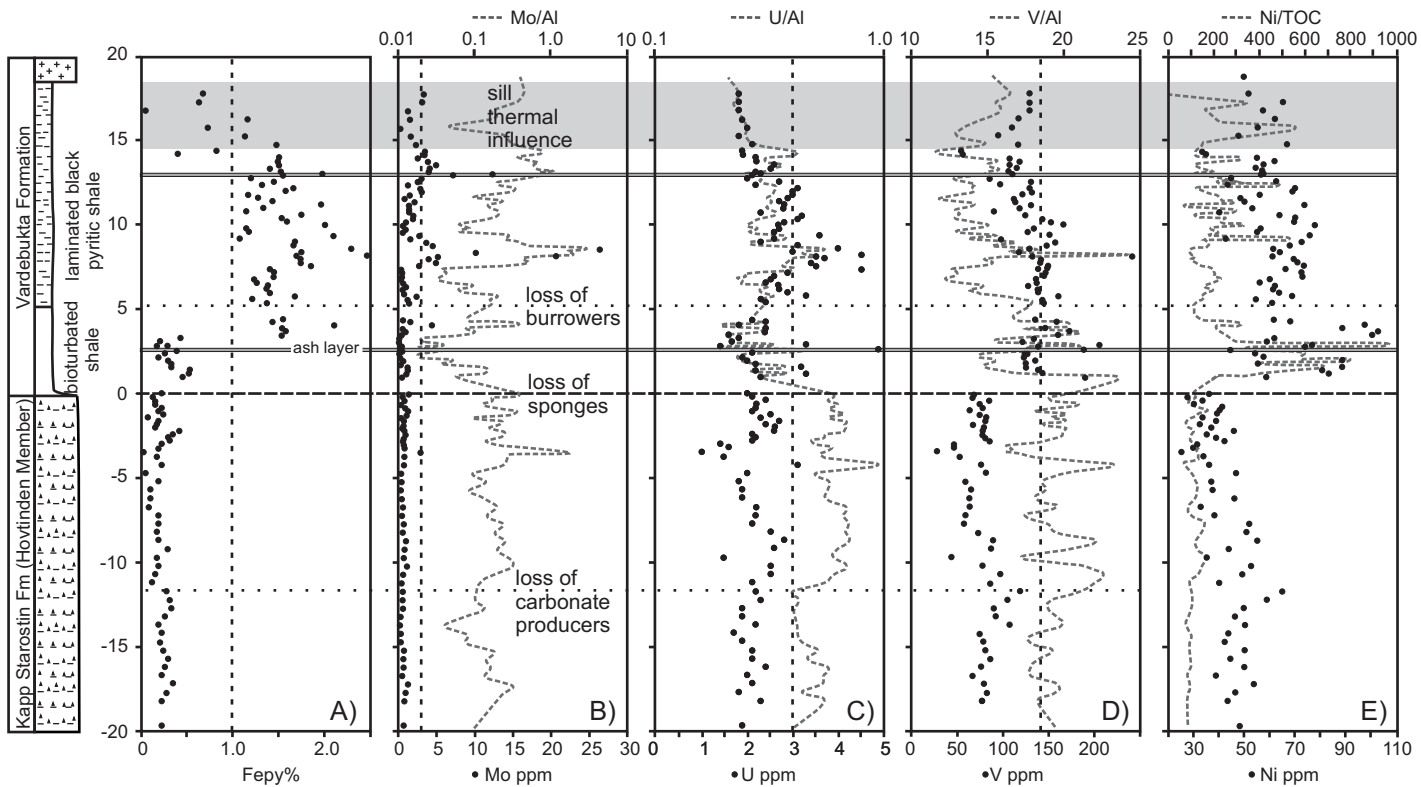 Mo/Al U/Al V/Al Ni/TOC
0.01 0.1 1.0 10 0.1 1.0 10 15 20 25 0 200 400 600 800 1000
20
15
10
5
0
-5
-10
-15
-20
Vardebukta Formation
laminated black
pyritic shale
bioturbated
shale
Kapp Starostin Fm (Hovtinden Member)
sill
thermal
influence
loss of
burrowers
ash layer
loss of
sponges
loss of
carbonate
producers
A) B) C) D) E)
0 1.0 2.0 0 5 10 20 30 0 1 2 3 4 5 0 50 100 150 200 30 50 70 90 110
Fepy% Mo ppm U ppm V ppm Ni ppm